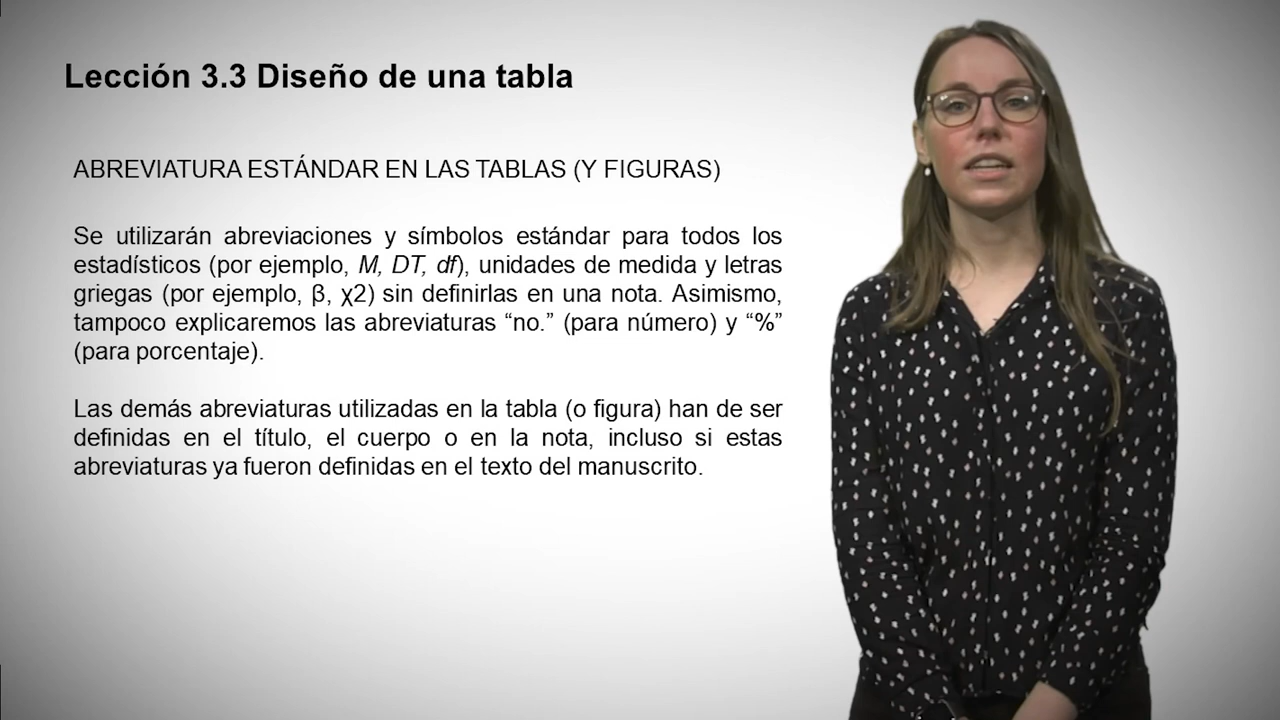 Lección 3.3 Diseño de una tabla
ABREVIATURA ESTÁNDAR EN LAS TABLAS (Y FIGURAS)
Se utilizarán abreviaciones y símbolos estándar para todos los
estadísticos (por ejemplo, M, DT, df), unidades de medida y letras
griegas (por ejemplo, β, χ2) sin definirlas en una nota. Asimismo,
tampoco explicaremos las abreviaturas “no.” (para número) y “%”
(para porcentaje).
Las demás abreviaturas utilizadas en la tabla (o figura) han de ser
definidas en el título, el cuerpo o en la nota, incluso si estas
abreviaturas ya fueron definidas en el texto del manuscrito.